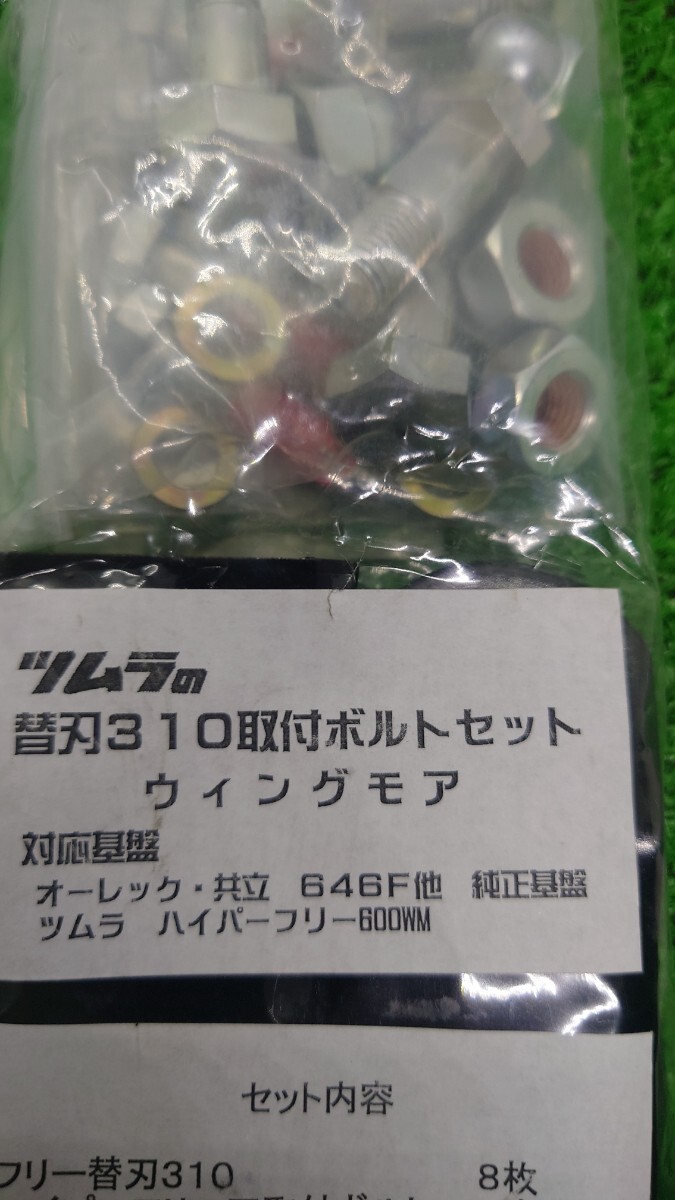 ツムラの
替刃310取付ボルトセット
ウィングモア
対応基盤
オーレック・共立 646F他 純正基盤
ツムラ ハイパーフリー600WM
セット内容
フリー替刃310 8枚